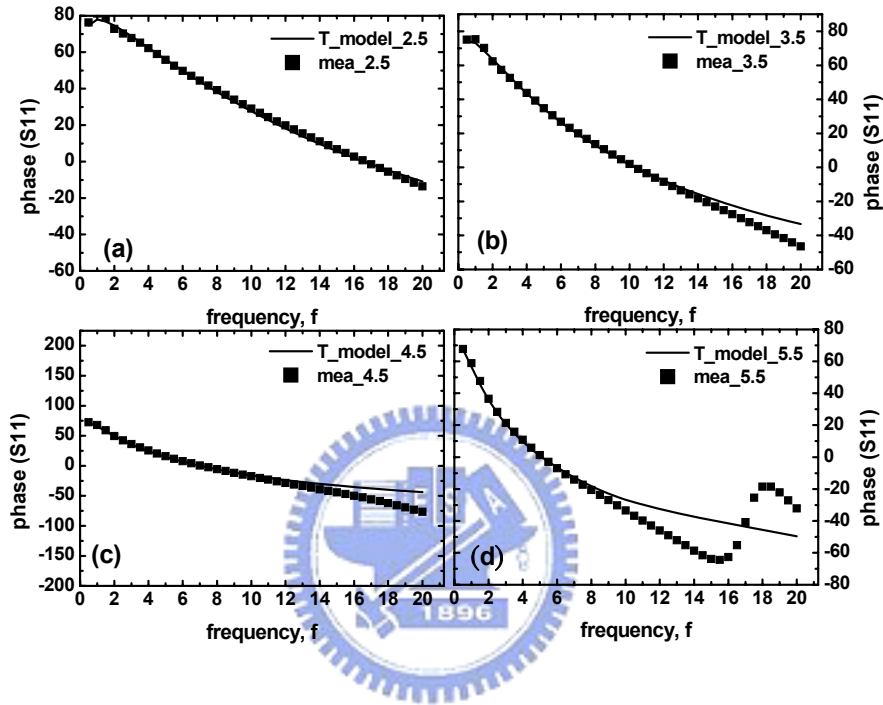 80
60
40
20
0
-20
-40
-60
phase (S11)
T_model_2.5
mea_2.5
(a)
0 2 4 6 8 10 12 14 16 18 20
frequency, f
T_model_3.5
mea_3.5
(b)
80
60
40
20
0
-20
-40
-60
phase (S11)
0 2 4 6 8 10 12 14 16 18 20
frequency, f
200
150
100
50
0
-50
-100
-150
-200
phase (S11)
T_model_4.5
mea_4.5
(c)
0 2 4 6 8 10 12 14 16 18 20
frequency, f
T_model_5.5
mea_5.5
(d)
80
60
40
20
0
-20
-40
-60
-80
phase (S11)
0 2 4 6 8 10 12 14 16 18 20
frequency, f
E S A
1896